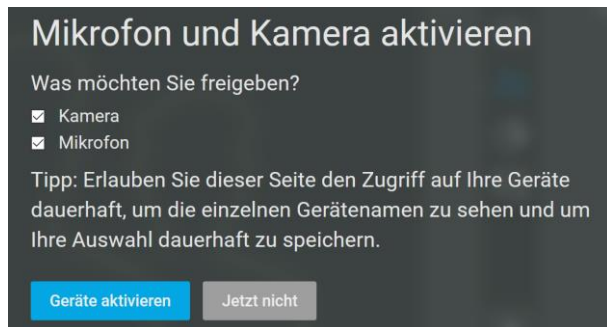 Mikrofon und Kamera aktivieren
Was möchten Sie freigeben?
Kamera
Mikrofon
Tipp: Erlauben Sie dieser Seite den Zugriff auf Ihre Geräte
dauerhaft, um die einzelnen Gerätenamen zu sehen und um
Ihre Auswahl dauerhaft zu speichern.
Geräte aktivieren Jetzt nicht